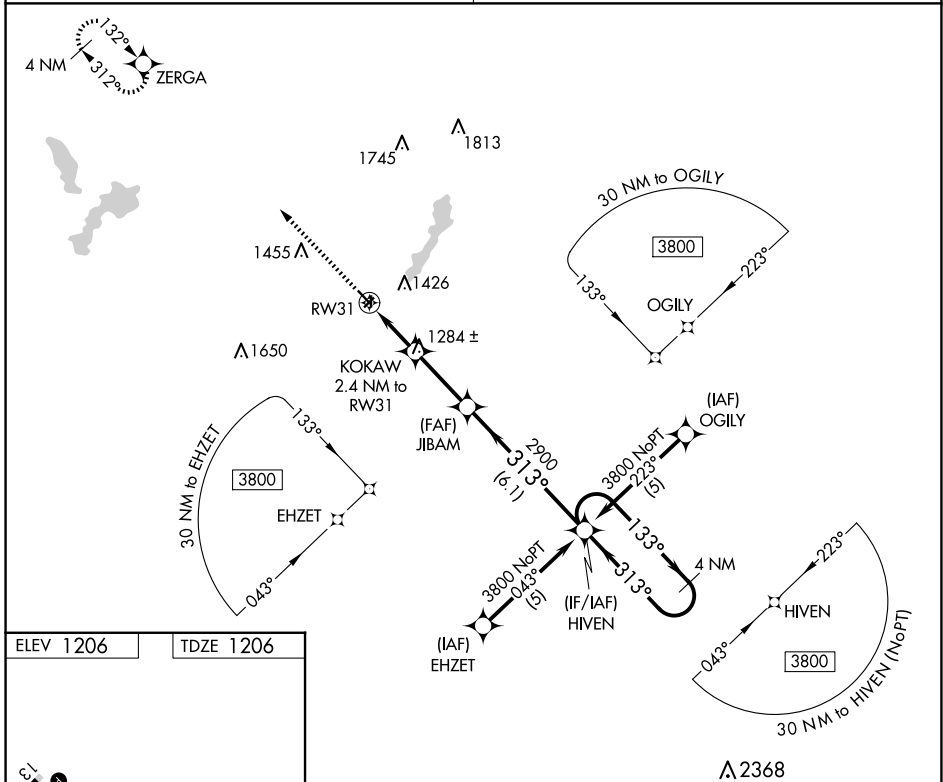 132°
4 NM
312°
ZERGA
1745
1813
30 NM to OGILY
3800
133°
223°
OGILY
1455
1426
RW31
1284 ±
1650
KOKAW
2.4 NM to
RW31
(FAF)
JIBAM
(IAF)
OGILY
30 NM to EHZET
133°
3800
EHZET
043°
2900
313°
(6.1)
3800 NoPT
223°
(5)
133°
4 NM
313°
3800 NoPT
043°
(5)
(IF/IAF)
HIVEN
(IAF)
EHZET
223°
HIVEN
043°
3800
30 NM to HIVEN (NoPT)
ELEV 1206
TDZE 1206
13
2368